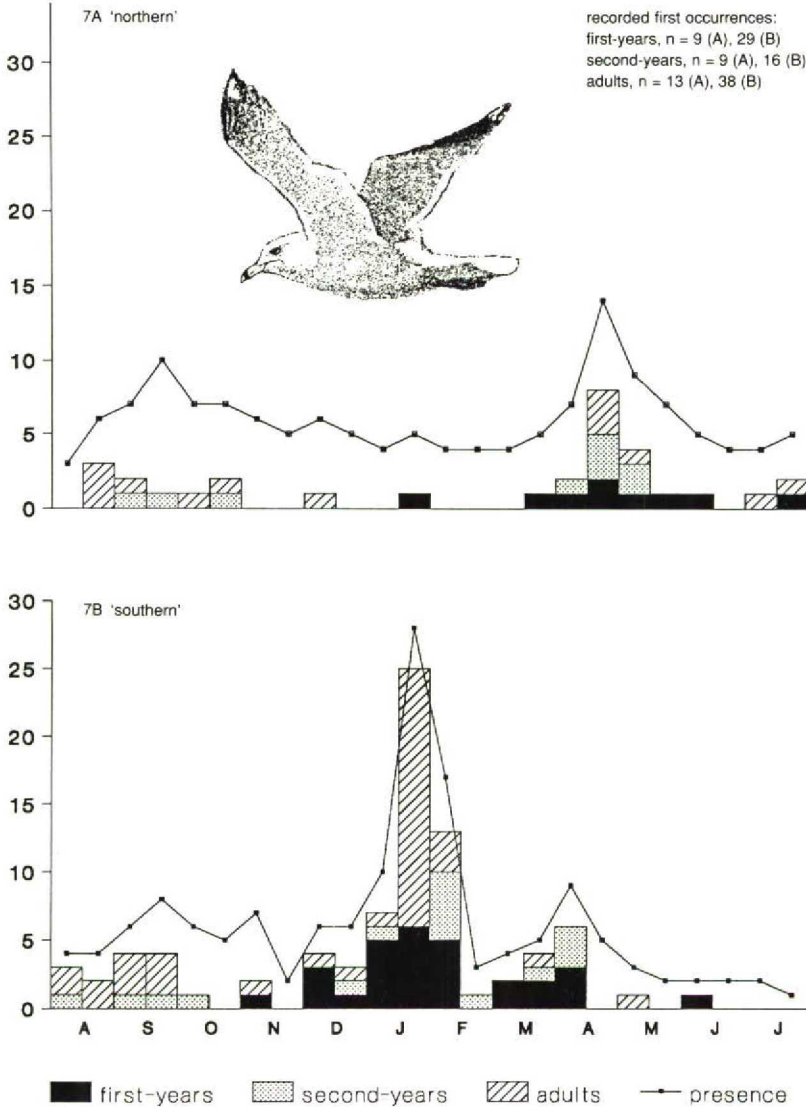 7A 'northern'
recorded first occurrences:
first-years, n = 9 (A), 29 (B)
second-years, n = 9 (A), 16 (B)
adults, n = 13 (A), 38 (B)
30
25
20
15
10
5
0
7B 'southern'
30
25
20
15
10
5
0
A S O N D J F M A M J J
first-years second-years adults presence